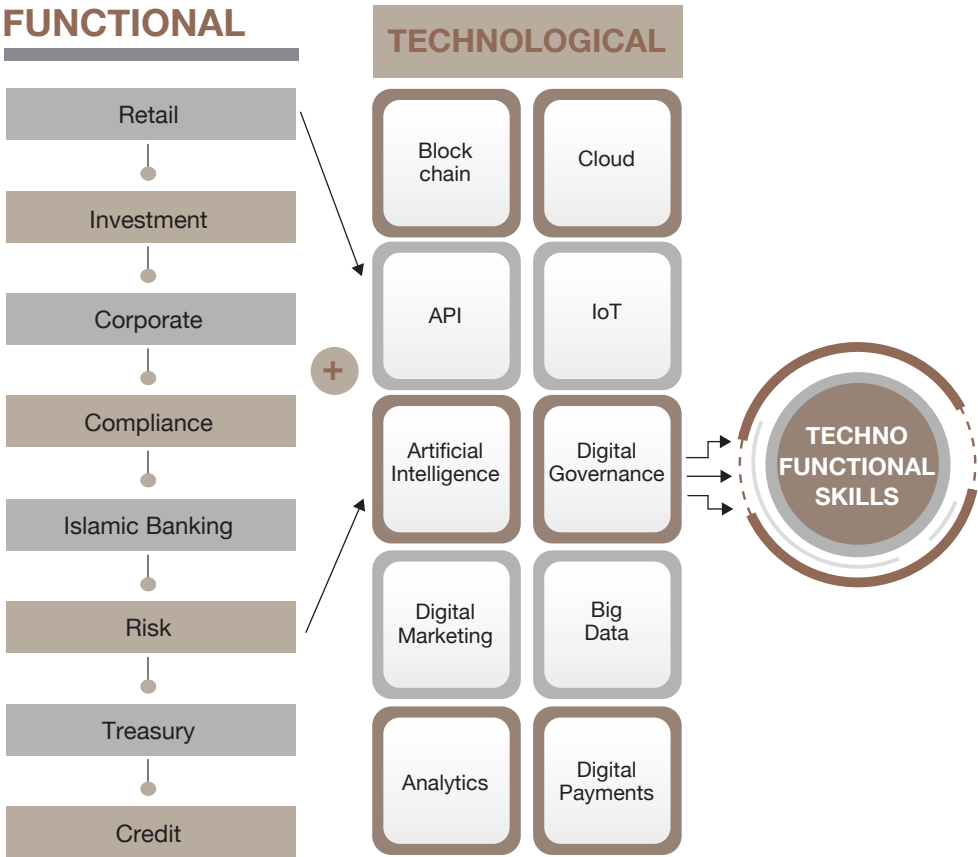 FUNCTIONAL
Retail
Investment
Corporate
Compliance
Islamic Banking
Risk
Treasury
Credit
+
TECHNOLOGICAL
Block
chain
Cloud
API
IoT
Artificial
Intelligence
Digital
Governance
Digital
Marketing
Big
Data
Analytics
Digital
Payments
TECHNO
FUNCTIONAL
SKILLS